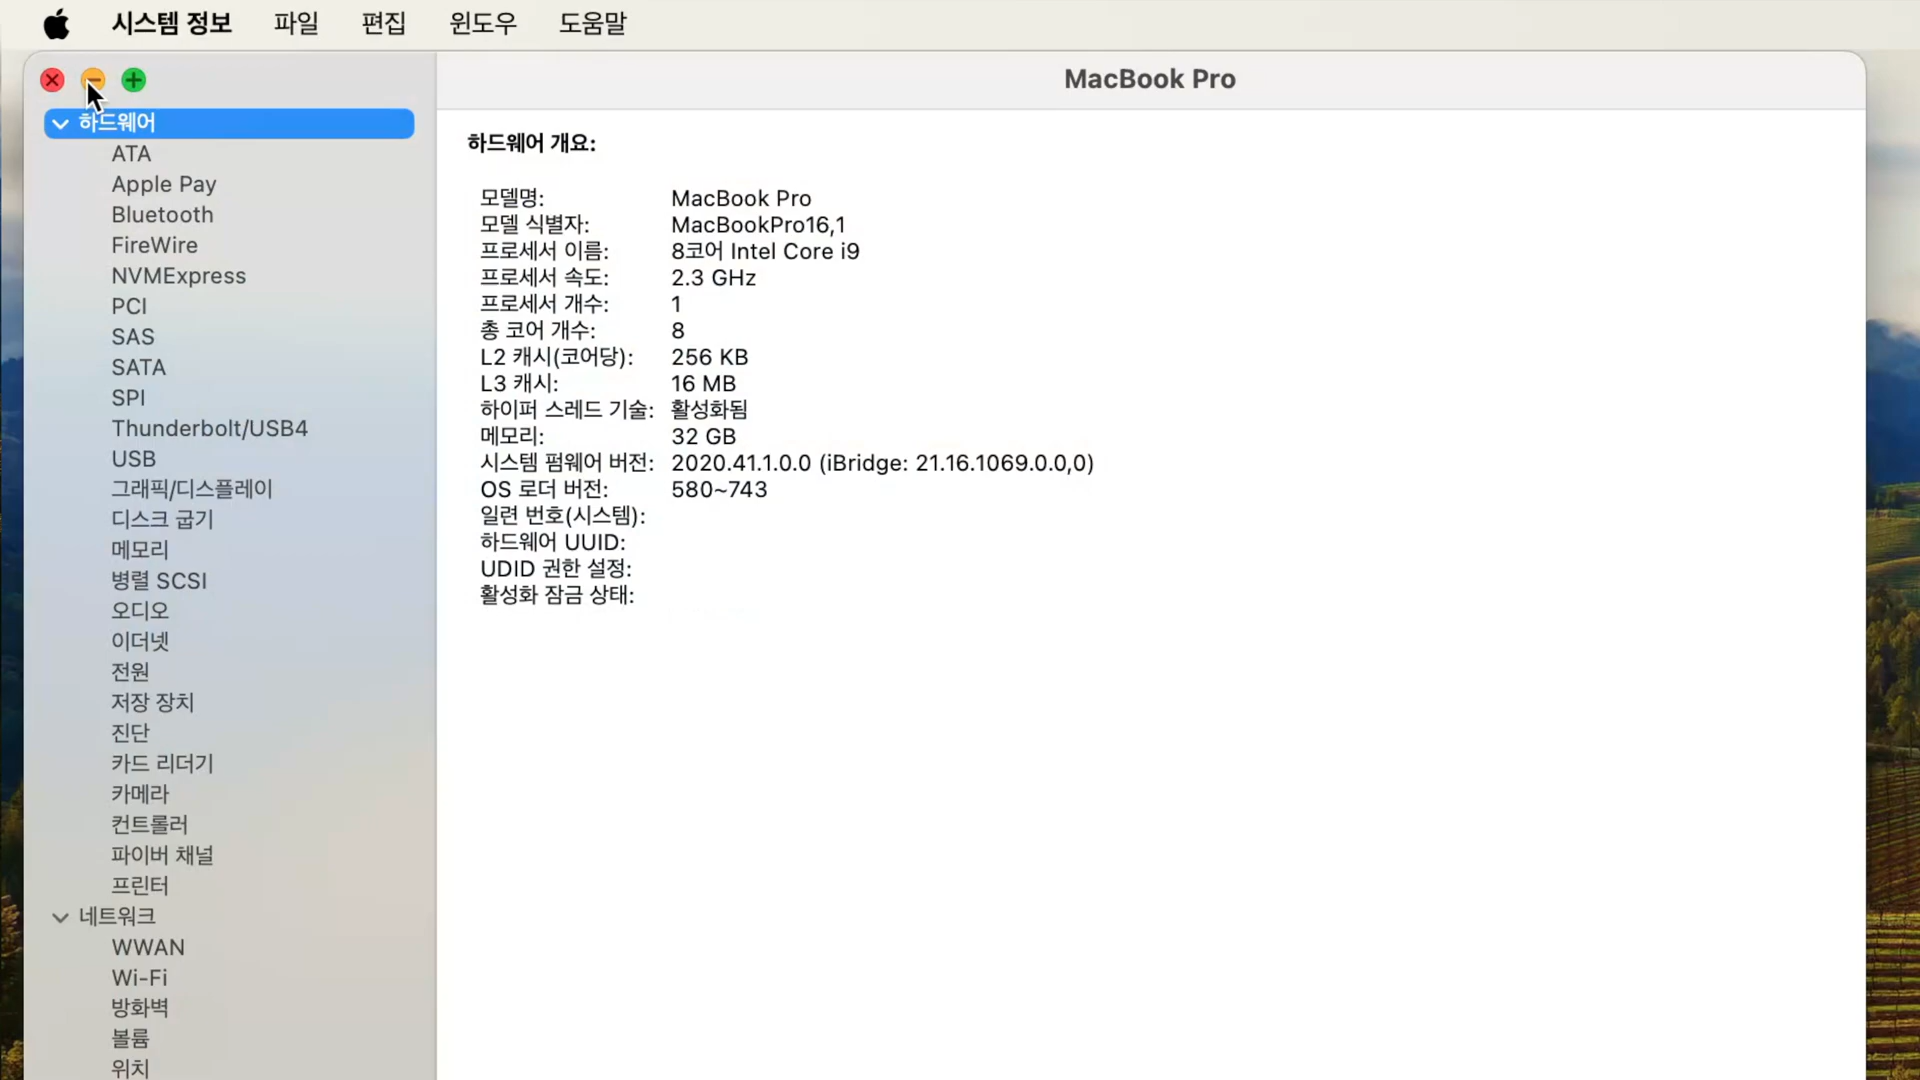 시스템 정보 파일 편집 윈도우 도움말
MacBook Pro
하드웨어
ATA
Apple Pay
Bluetooth
FireWire
NVMExpress
PCI
SAS
SATA
SPI
Thunderbolt/USB4
USB
그래픽/디스플레이
디스크 굽기
메모리
병렬 SCSI
오디오
이더넷
전원
저장 장치
진단
카드 리더기
카메라
컨트롤러
파이버 채널
프린터
네트워크
WWAN
Wi-Fi
방화벽
볼륨
위치
하드웨어 개요:
모델명: MacBook Pro
모델 식별자: MacBookPro16,1
프로세서 이름: 8코어 Intel Core i9
프로세서 속도: 2.3 GHz
프로세서 개수: 1
총 코어 개수: 8
L2 캐시(코어당): 256 KB
L3 캐시: 16 MB
하이퍼 스레드 기술: 활성화됨
메모리: 32 GB
시스템 펌웨어 버전: 2020.41.1.0.0 (iBridge: 21.16.1069.0.0,0)
OS 로더 버전: 580~743
일련 번호(시스템):
하드웨어 UUID:
UDID 권한 설정:
활성화 잠금 상태: